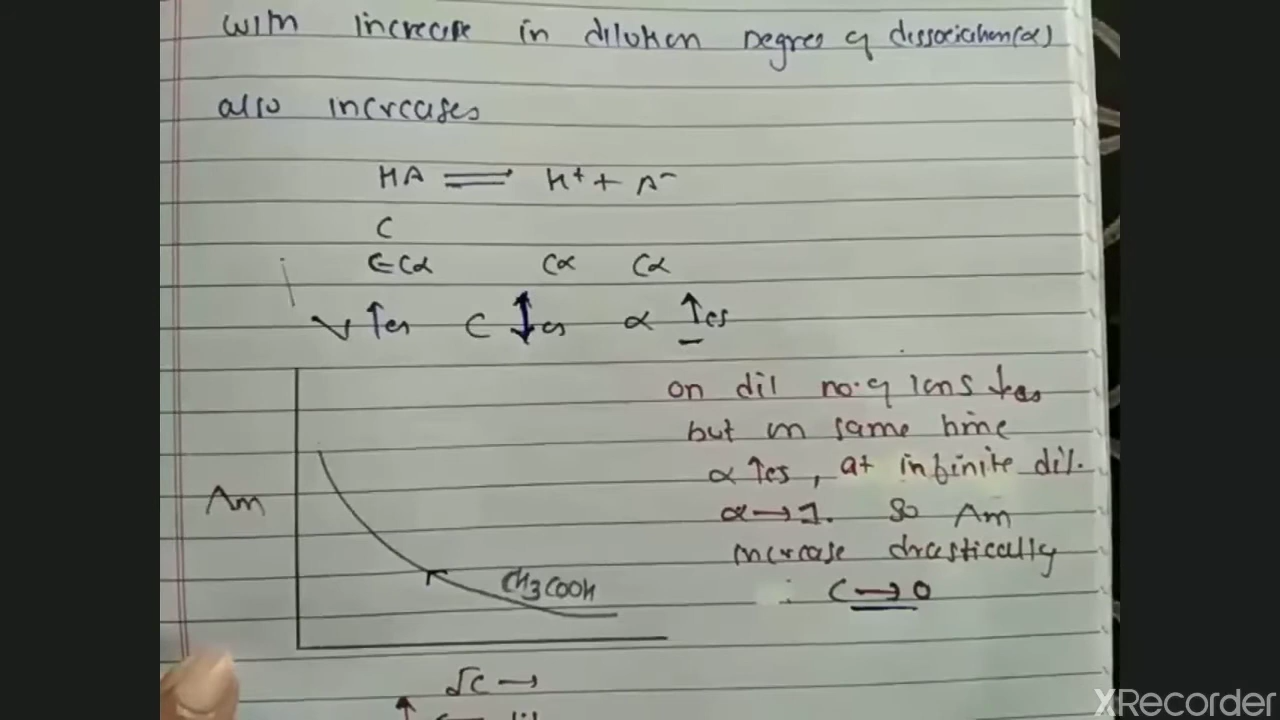 with increase in dilution Degree of dissociation(α)
also increases
HA ⇌ H⁺ + A⁻
C
C-Cα Cα Cα
V ↑es C ↓es α ↑es
on dil no. of ions ↓es
but in same time
α ↑es, at infinite dil.
Λm α → 1. So Λm
increase drastically
CH3COOH
C → 0
√C →
XRecorder